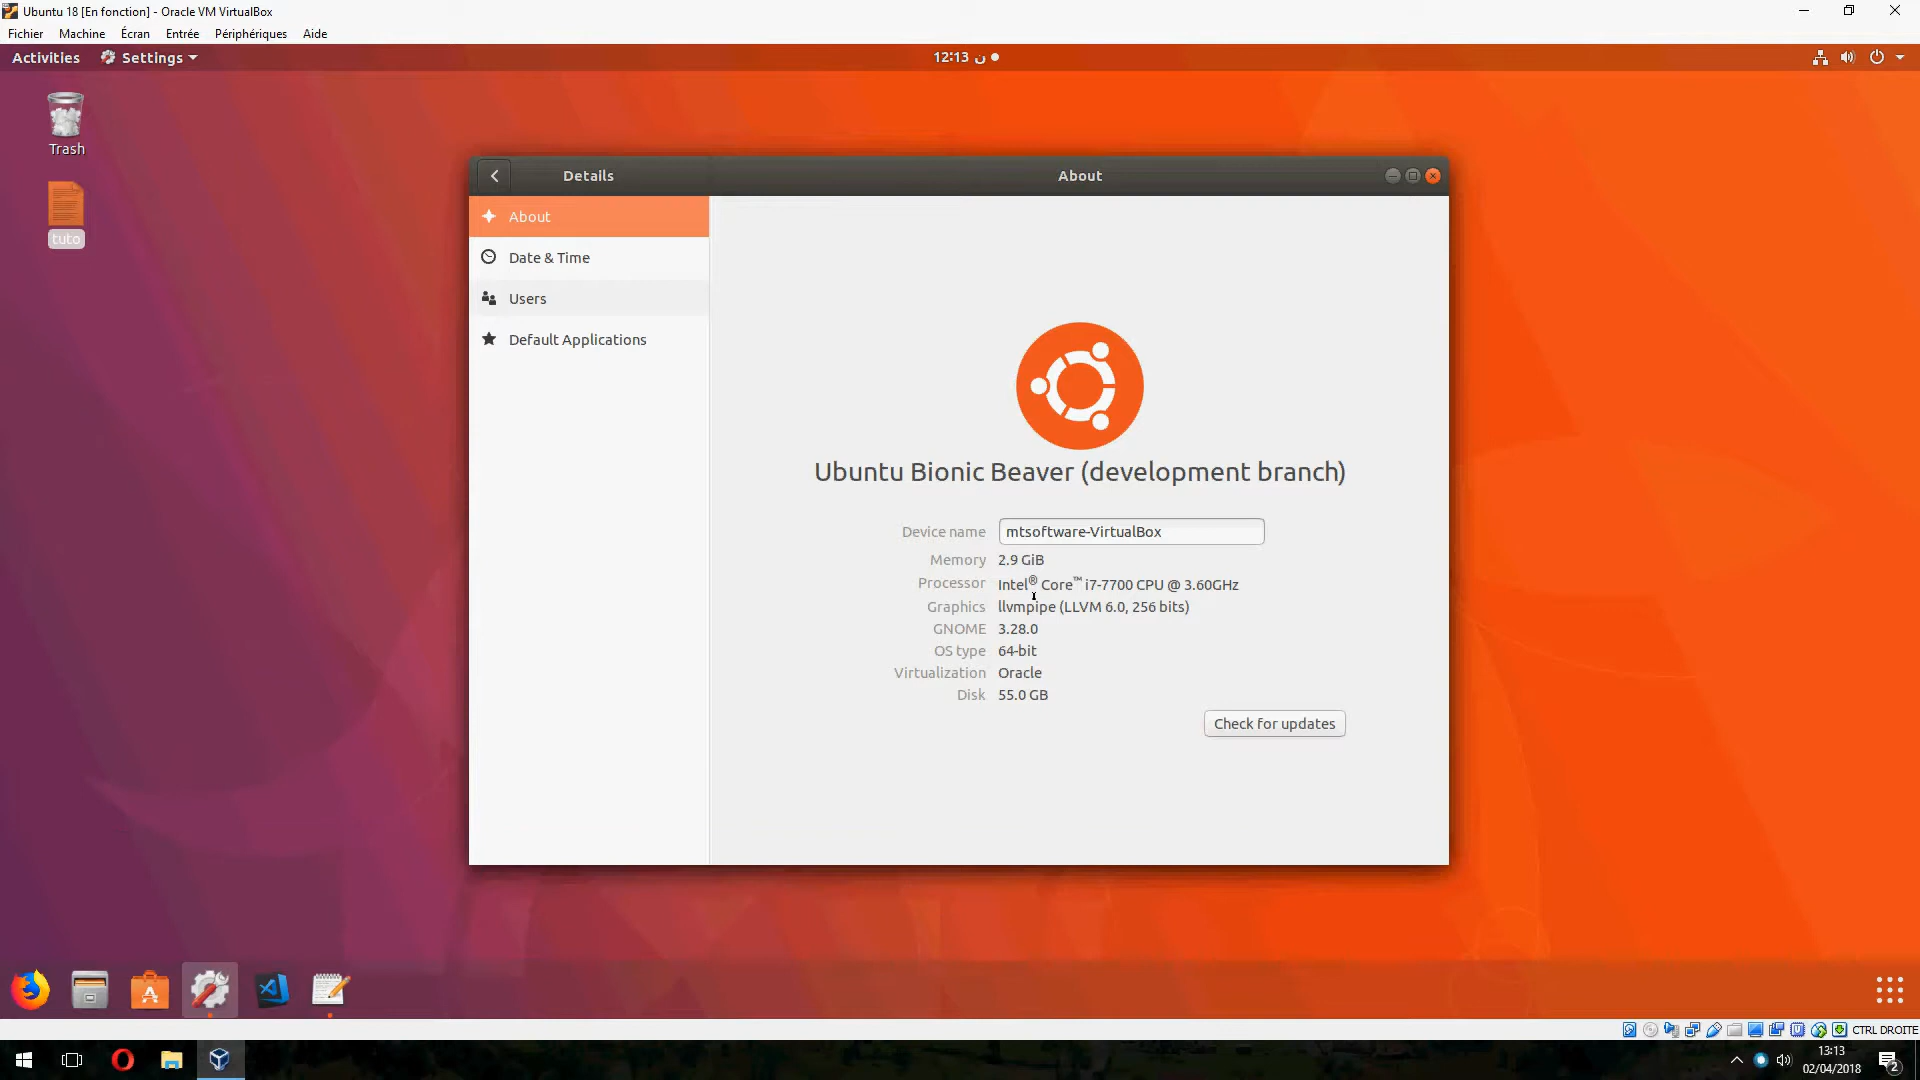 Ubuntu 18 [En fonction] - Oracle VM VirtualBox
Fichier Machine Écran Entrée Périphériques Aide
Activities Settings 12:13 ن
Trash
tuto
Details About
About
Date & Time
Users
Default Applications
Ubuntu Bionic Beaver (development branch)
Device name mtsoftware-VirtualBox
Memory 2.9 GiB
Processor Intel® Core™ i7-7700 CPU @ 3.60GHz
Graphics llvmpipe (LLVM 6.0, 256 bits)
GNOME 3.28.0
OS type 64-bit
Virtualization Oracle
Disk 55.0 GB
Check for updates
CTRL DROITE
13:13
02/04/2018
2